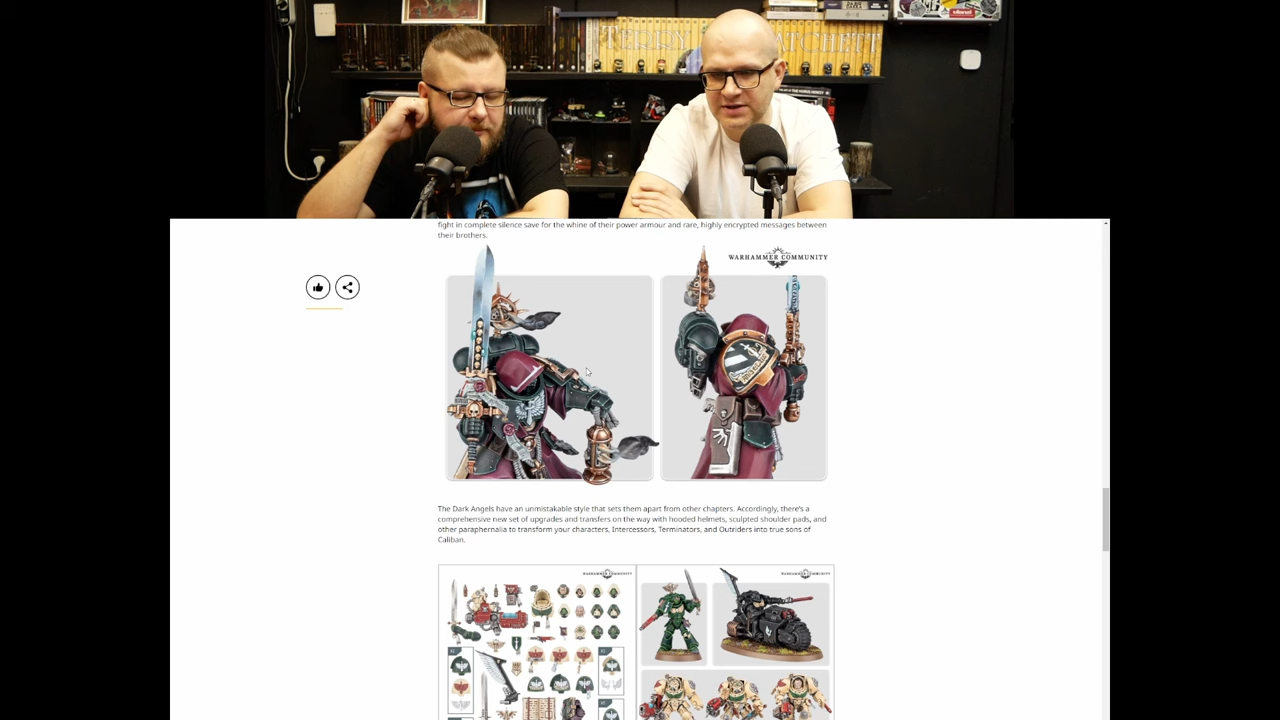 TERRY PRATCHETT
fight in complete silence save for the whine of their power armour and rare, highly encrypted messages between
their brothers.
WARHAMMER COMMUNITY
The Dark Angels have an unmistakable style that sets them apart from other chapters. Accordingly, there's a
comprehensive new set of upgrades and transfers on the way with hooded helmets, sculpted shoulder pads, and
other paraphernalia to transform your characters, Intercessors, Terminators, and Outriders into true sons of
Caliban.
WARHAMMER COMMUNITY
WARHAMMER COMMUNITY